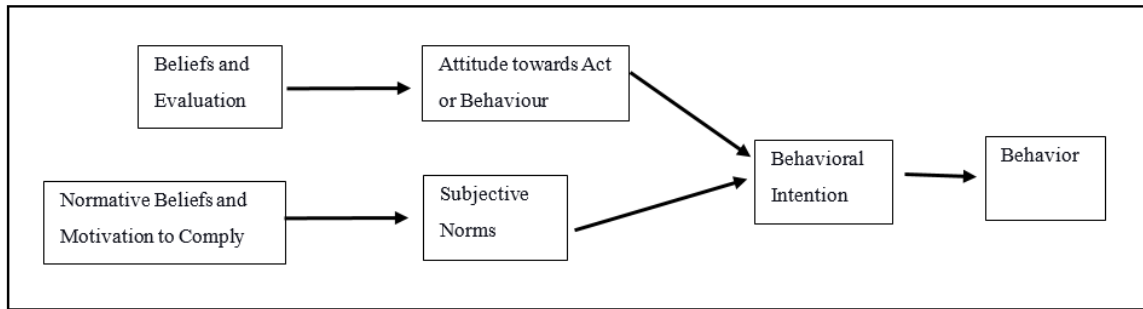 Beliefs and
Evaluation
Attitude towards Act
or Behaviour
Normative Beliefs and
Motivation to Comply
Subjective
Norms
Behavioral
Intention
Behavior